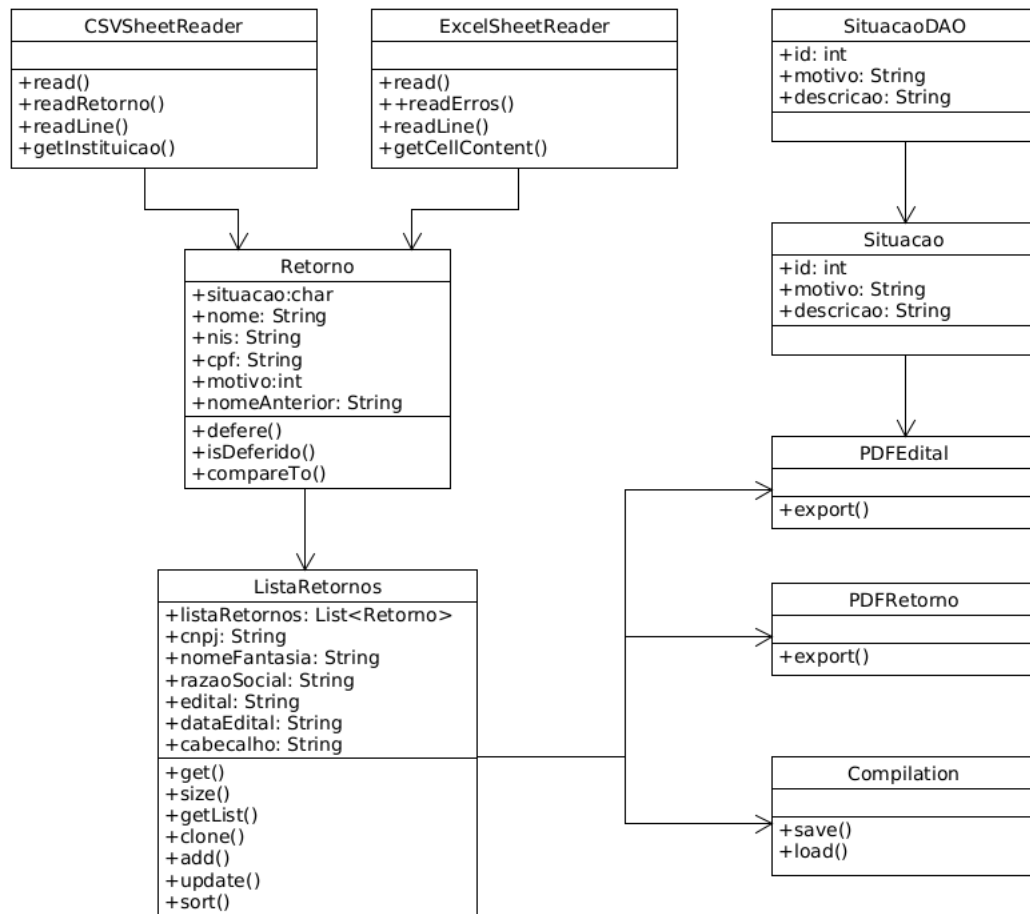 CSVSheetReader
+read()
+readRetorno()
+readLine()
+getInstituicao()
ExcelSheetReader
+read()
++readErros()
+readLine()
+getCellContent()
SituacaoDAO
+id: int
+motivo: String
+descricao: String
Situacao
+id: int
+motivo: String
+descricao: String
Retorno
+situacao:char
+nome: String
+nis: String
+cpf: String
+motivo:int
+nomeAnterior: String
+defere()
+isDeferido()
+compareTo()
PDFEdital
+export()
ListaRetornos
+listaRetornos: List<Retorno>
+cnpj: String
+nomeFantasia: String
+razaoSocial: String
+edital: String
+dataEdital: String
+cabecalho: String
+get()
+size()
+getList()
+clone()
+add()
+update()
+sort()
PDFRetorno
+export()
Compilation
+save()
+load()